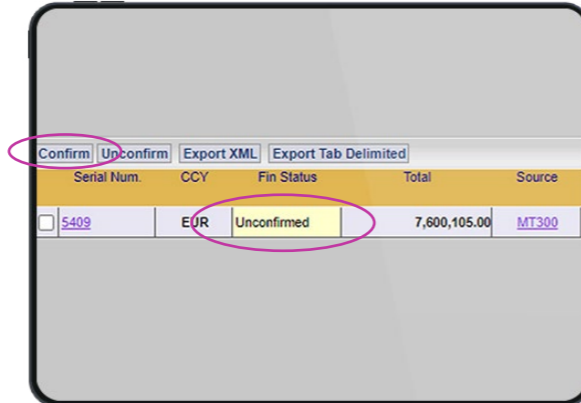 Confirm Unconfirm Export XML Export Tab Delimited
Serial Num. CCY Fin Status Total Source
5409 EUR Unconfirmed 7,600,105.00 MT300